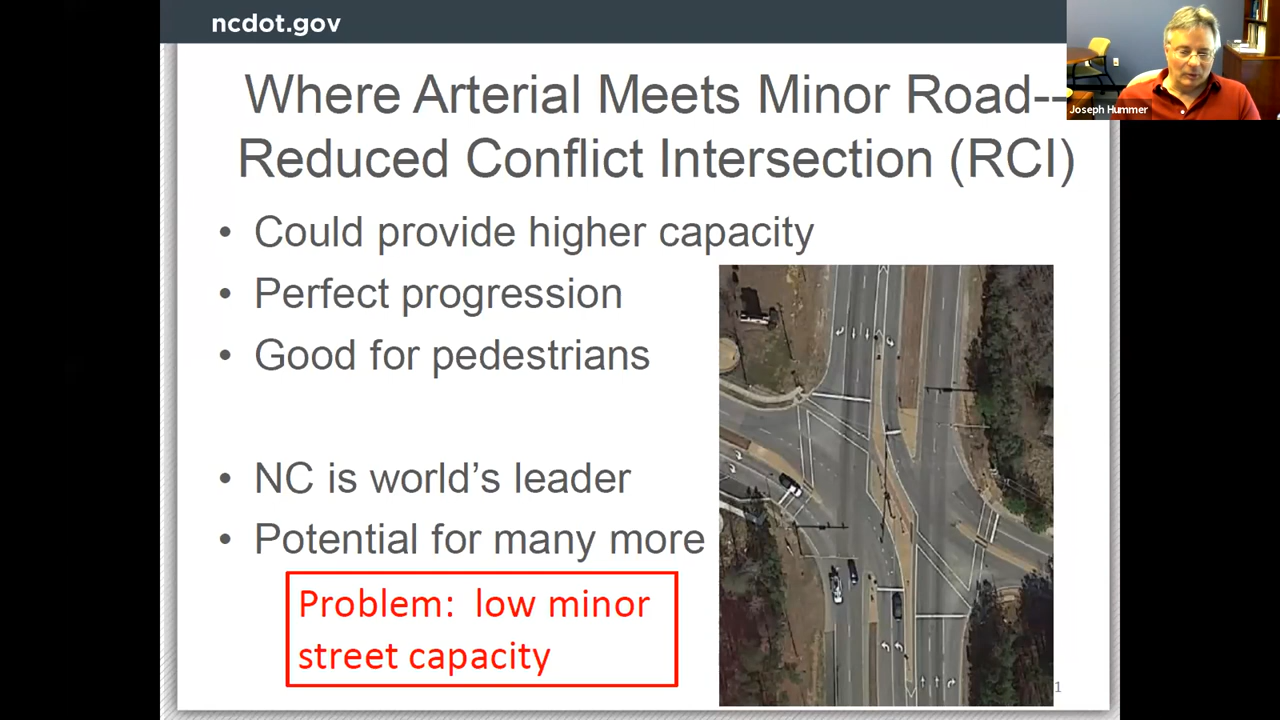 ncdot.gov
Where Arterial Meets Minor Road--
Reduced Conflict Intersection (RCI)
• Could provide higher capacity
• Perfect progression
• Good for pedestrians
• NC is world's leader
• Potential for many more
Problem: low minor
street capacity
Joseph Hummer
1